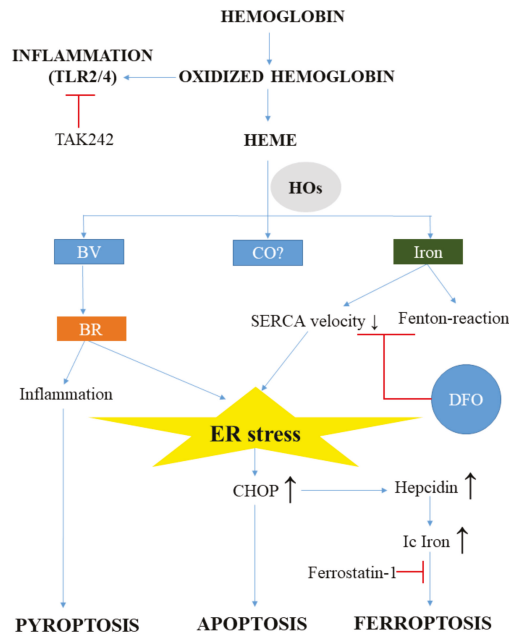 HEMOGLOBIN
INFLAMMATION
(TLR2/4)
OXIDIZED HEMOGLOBIN
TAK242
HEME
HOs
BV
CO?
Iron
BR
SERCA velocity ↓
Fenton-reaction
Inflammation
DFO
ER stress
CHOP ↑
Hepcidin ↑
Ic Iron ↑
Ferrostatin-1
PYROPTOSIS
APOPTOSIS
FERROPTOSIS